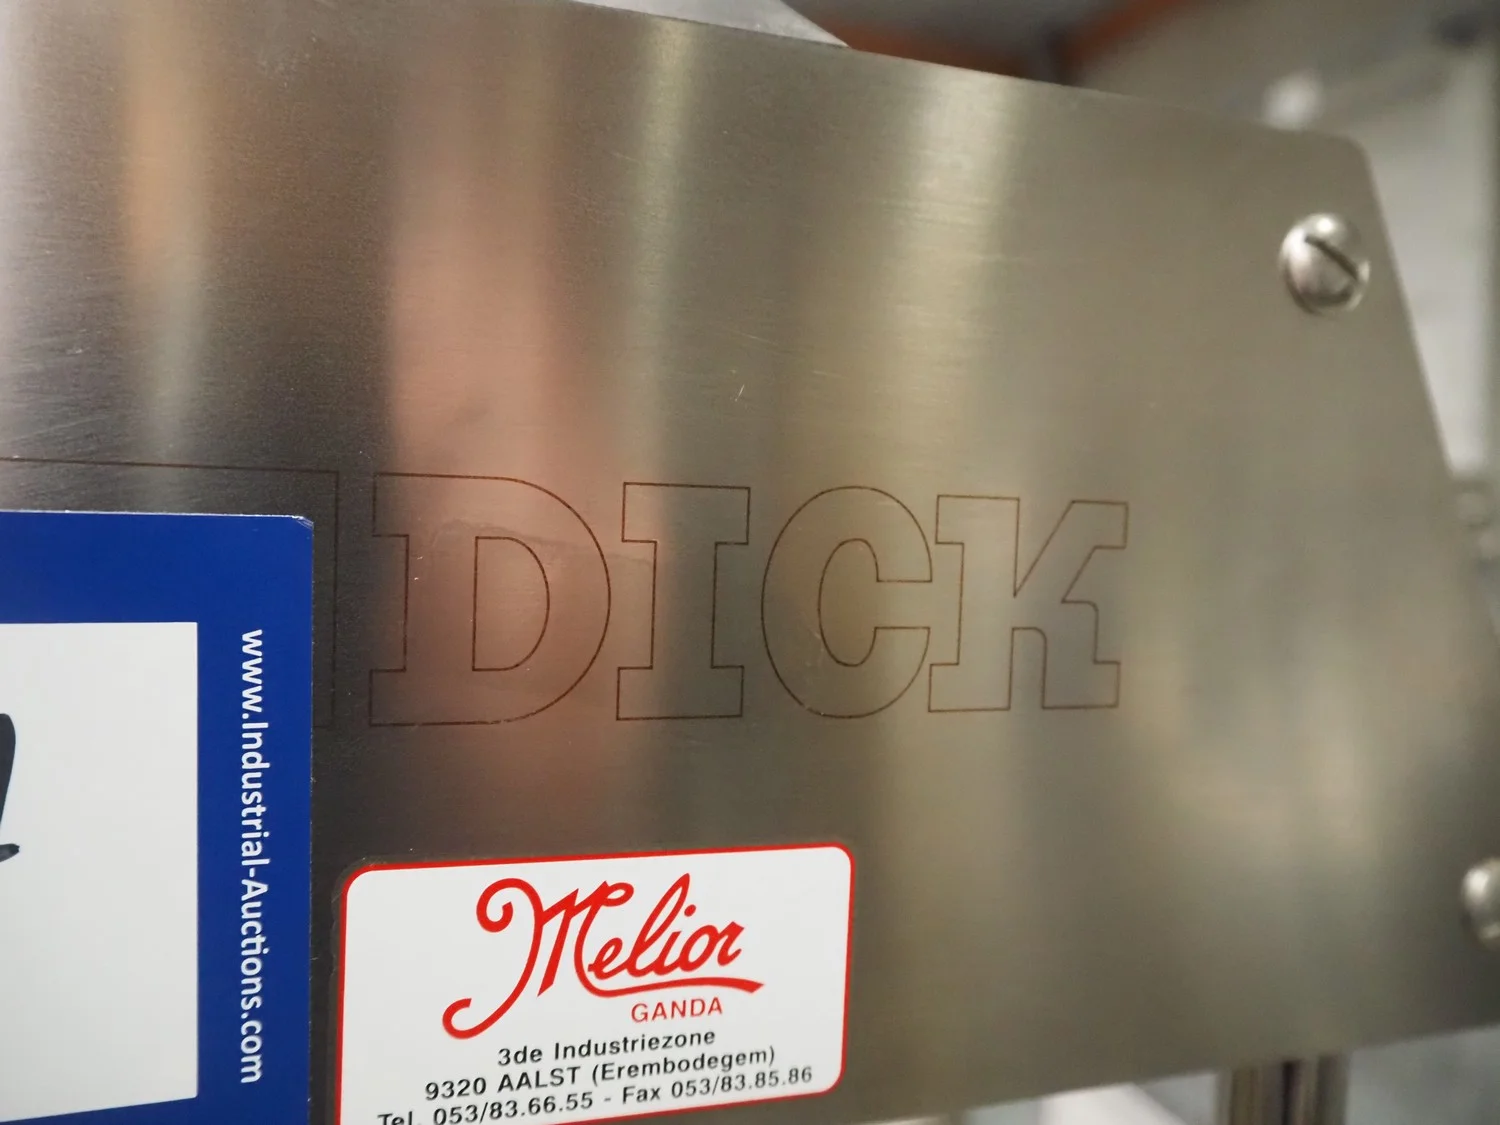 DICK
www.Industrial-Auctions.com
Melior
GANDA
3de Industriezone
9320 AALST (Erembodegem)
Tel. 053/83.66.55 - Fax 053/83.85.86